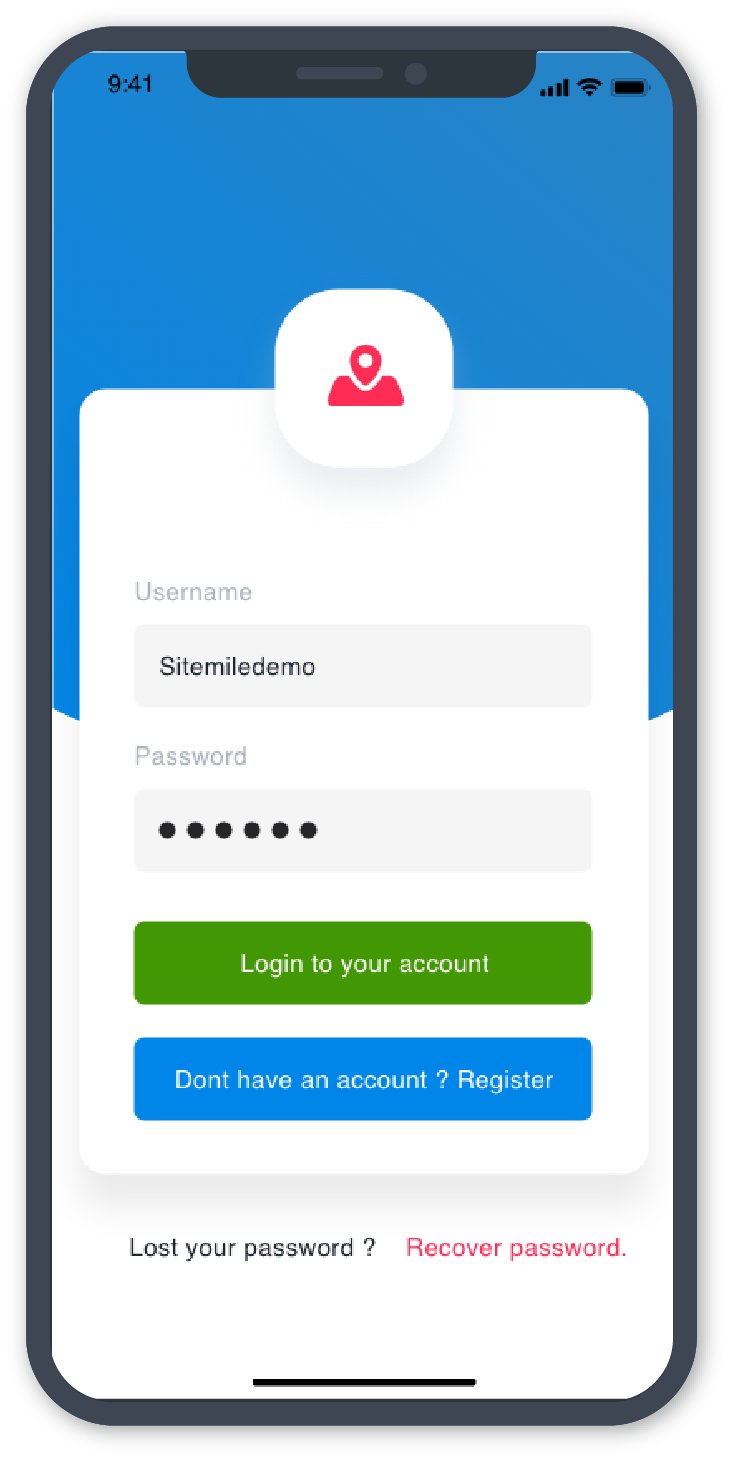 9:41
Username
Sitemiledemo
Password
Login to your account
Dont have an account ? Register
Lost your password ? Recover password.